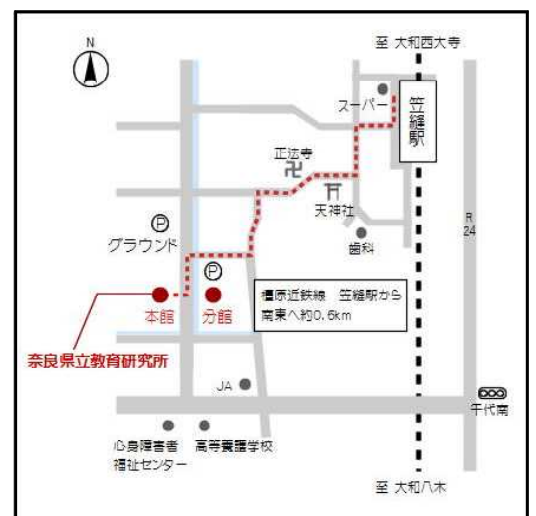 至 大和西大寺
N
スーパー
笠縫駅
正法寺
卍
天神社
R
24
P
グラウンド
歯科
P
橿原近鉄線 笠縫駅から
南東へ約0.6km
本館
分館
奈良県立教育研究所
JA
千代南
心身障害者
福祉センター
高等養護学校
至 大和八木